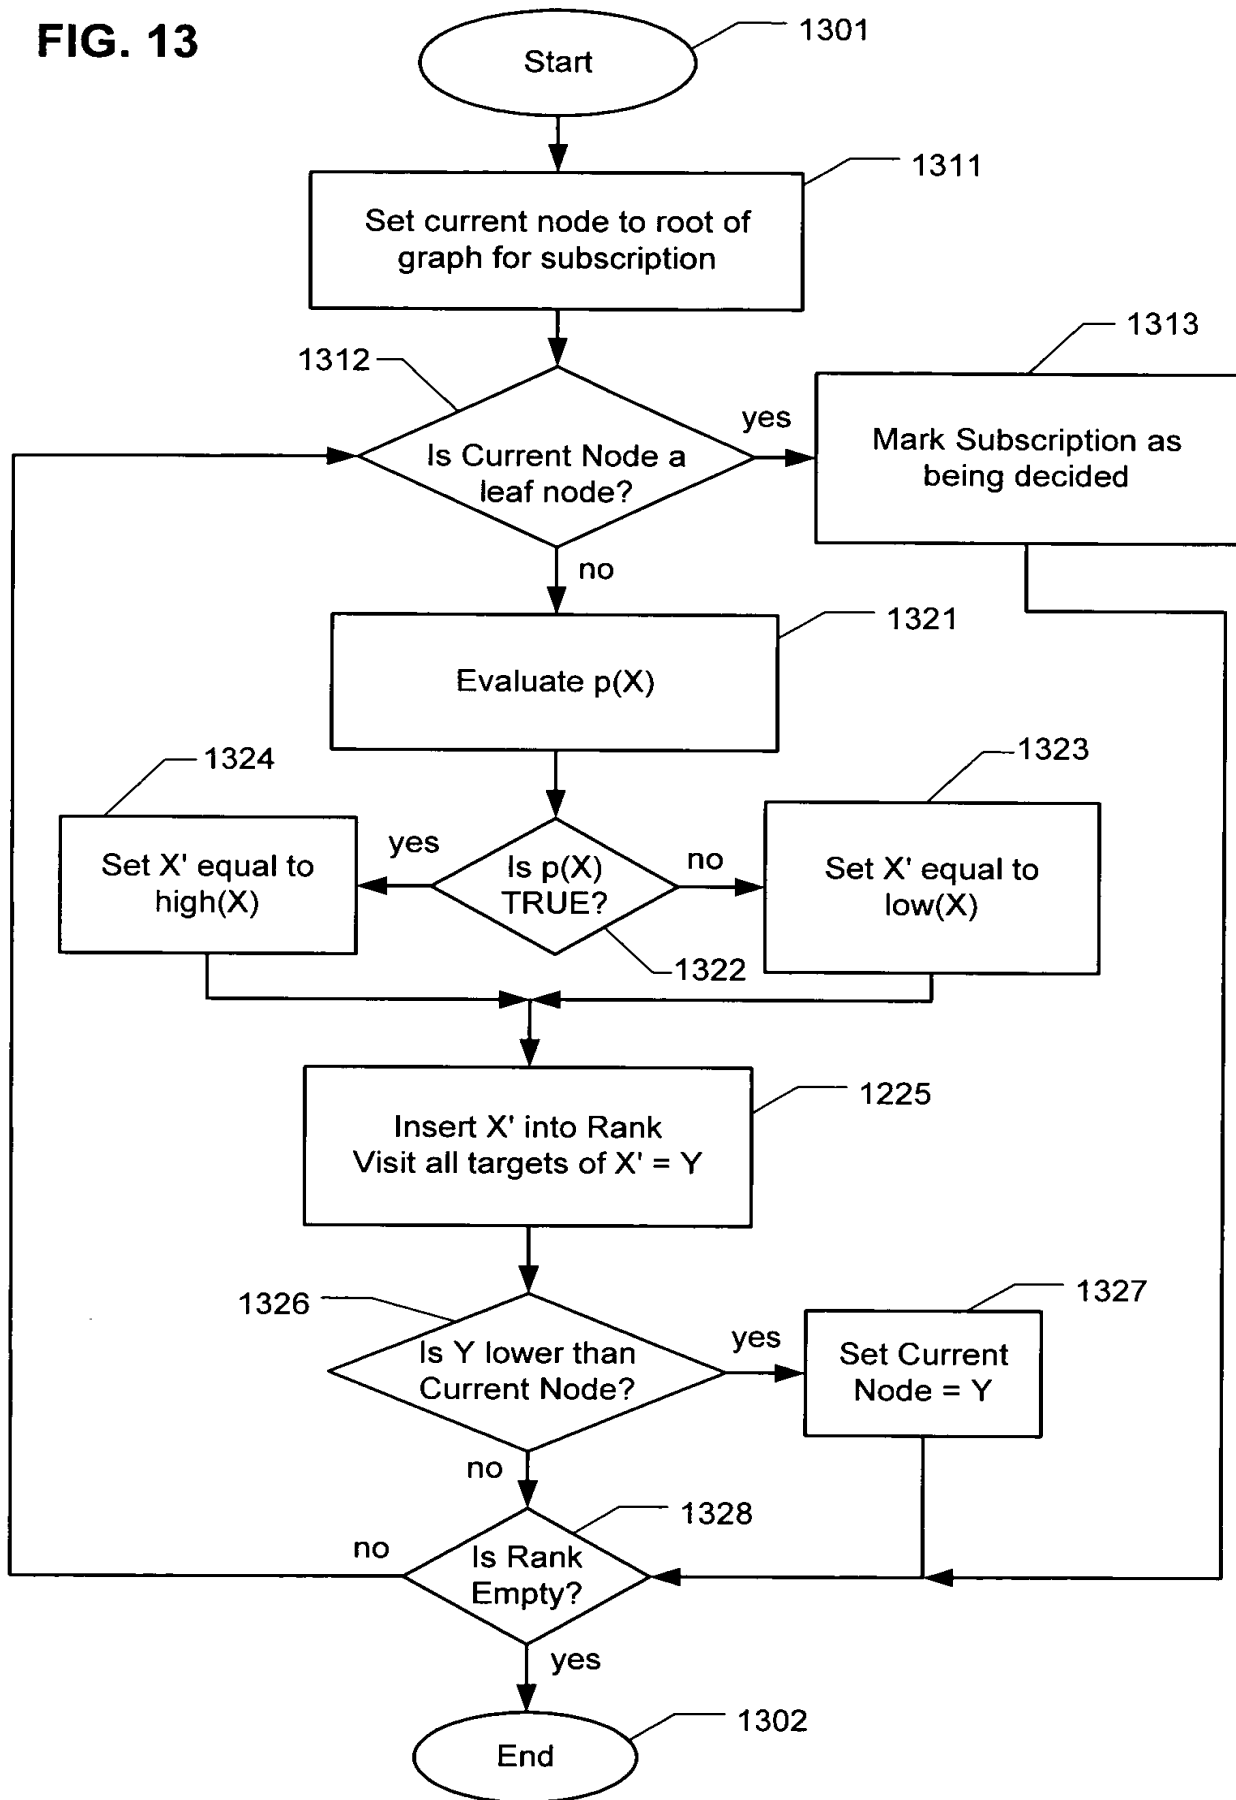 FIG. 13
Start
1301
1311
Set current node to root of
graph for subscription
1312
1313
Is Current Node a
leaf node?
yes
Mark Subscription as
being decided
no
1321
Evaluate p(X)
1324
1323
Set X' equal to
high(X)
yes
Is p(X)
TRUE?
no
Set X' equal to
low(X)
1322
1225
Insert X' into Rank
Visit all targets of X' = Y
1326
1327
Is Y lower than
Current Node?
yes
Set Current
Node = Y
no
1328
no
Is Rank
Empty?
yes
1302
End